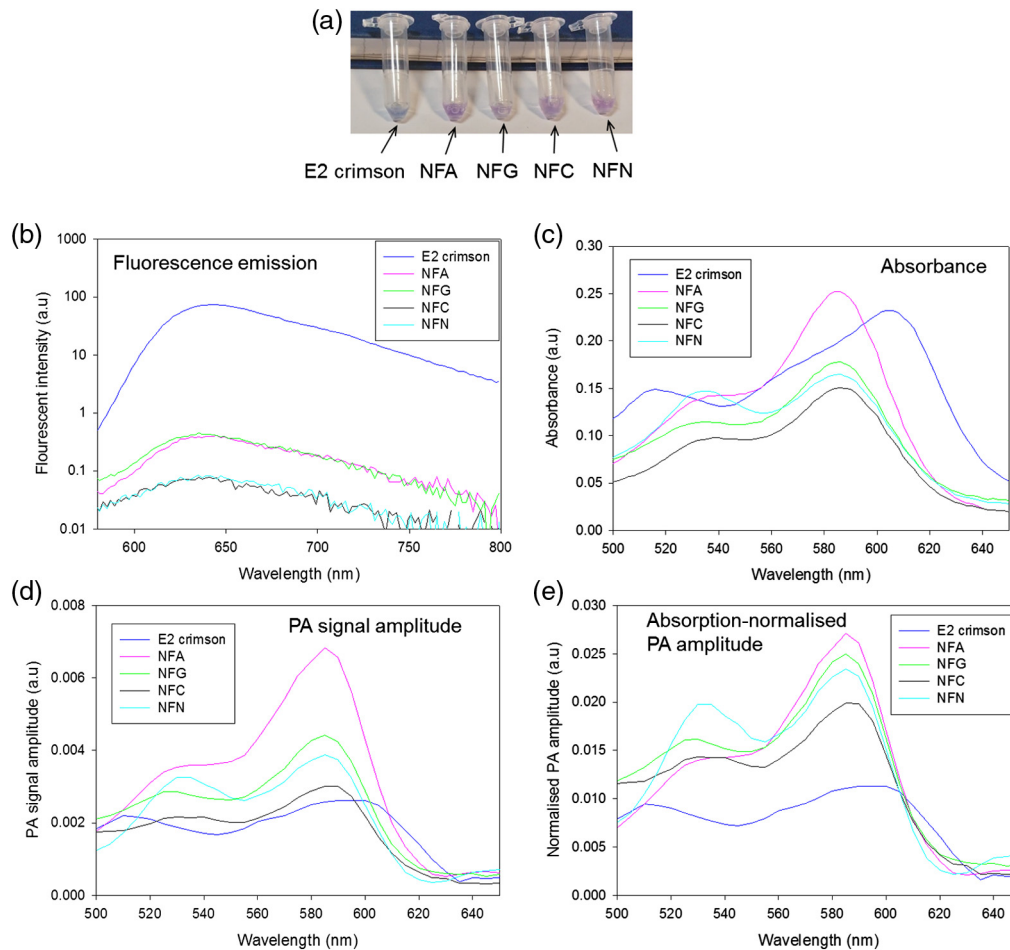 (a)
E2 crimson NFA NFG NFC NFN
(b)
Fluorescence emission
E2 crimson
NFA
NFG
NFC
NFN
1000
100
10
1
0.1
0.01
Flourescent intensity (a.u)
600 650 700 750 800
Wavelength (nm)
(c)
Absorbance
E2 crimson
NFA
NFG
NFC
NFN
0.30
0.25
0.20
0.15
0.10
0.05
0.00
Absorbance (a.u)
500 520 540 560 580 600 620 640
Wavelength (nm)
(d)
PA signal amplitude
E2 crimson
NFA
NFG
NFC
NFN
0.008
0.006
0.004
0.002
0.000
PA signal amplitude (a.u)
500 520 540 560 580 600 620 640
Wavelength (nm)
(e)
Absorption-normalised
PA amplitude
E2 crimson
NFA
NFG
NFC
NFN
0.030
0.025
0.020
0.015
0.010
0.005
0.000
Normalised PA amplitude (a.u)
500 520 540 560 580 600 620 640
Wavelength (nm)